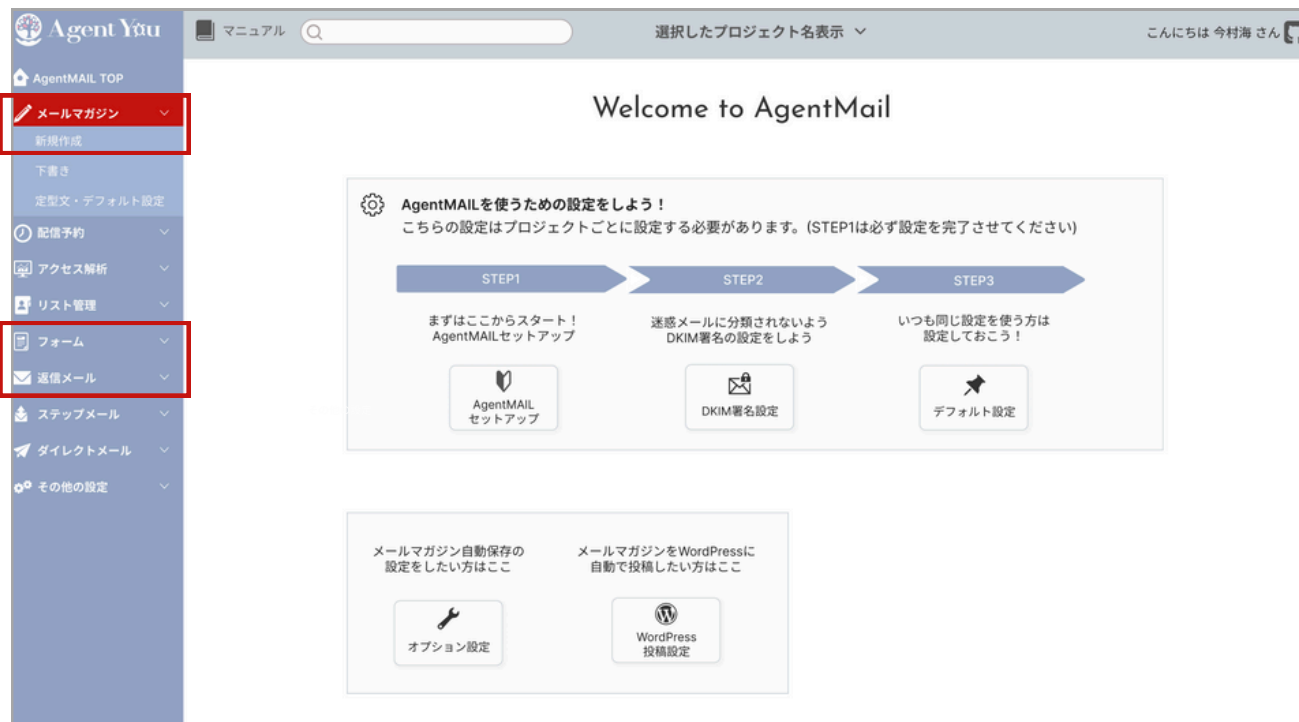 Agent You
マニュアル
選択したプロジェクト名表示
こんにちは 今村海 さん
AgentMAIL TOP
メールマガジン
新規作成
下書き
定型文・デフォルト設定
配信予約
アクセス解析
リスト管理
フォーム
返信メール
ステップメール
ダイレクトメール
その他の設定
Welcome to AgentMail
AgentMAILを使うための設定をしよう！
こちらの設定はプロジェクトごとに設定する必要があります。(STEP1は必ず設定を完了させてください)
STEP1
まずはここからスタート！
AgentMAILセットアップ
AgentMAIL
セットアップ
STEP2
迷惑メールに分類されないよう
DKIM署名の設定をしよう
DKIM署名設定
STEP3
いつも同じ設定を使う方は
設定しておこう！
デフォルト設定
メールマガジン自動保存の
設定をしたい方はここ
オプション設定
メールマガジンをWordPressに
自動で投稿したい方はここ
WordPress
投稿設定